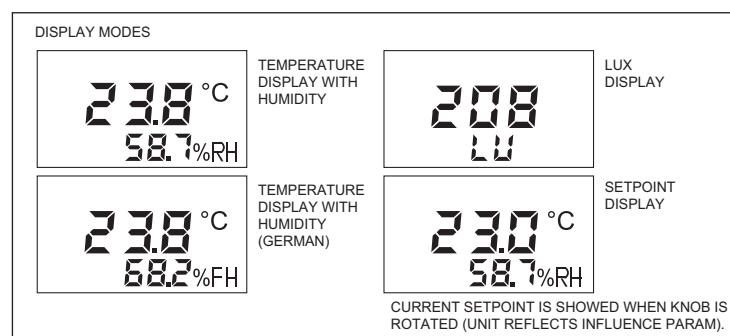 DISPLAY MODES
23.8 °C
58.7%RH
TEMPERATURE
DISPLAY WITH
HUMIDITY
208
LU
LUX
DISPLAY
23.8 °C
68.2%FH
TEMPERATURE
DISPLAY WITH
HUMIDITY
(GERMAN)
23.0 °C
58.7%RH
SETPOINT
DISPLAY
CURRENT SETPOINT IS SHOWED WHEN KNOB IS
ROTATED (UNIT REFLECTS INFLUENCE PARAM).